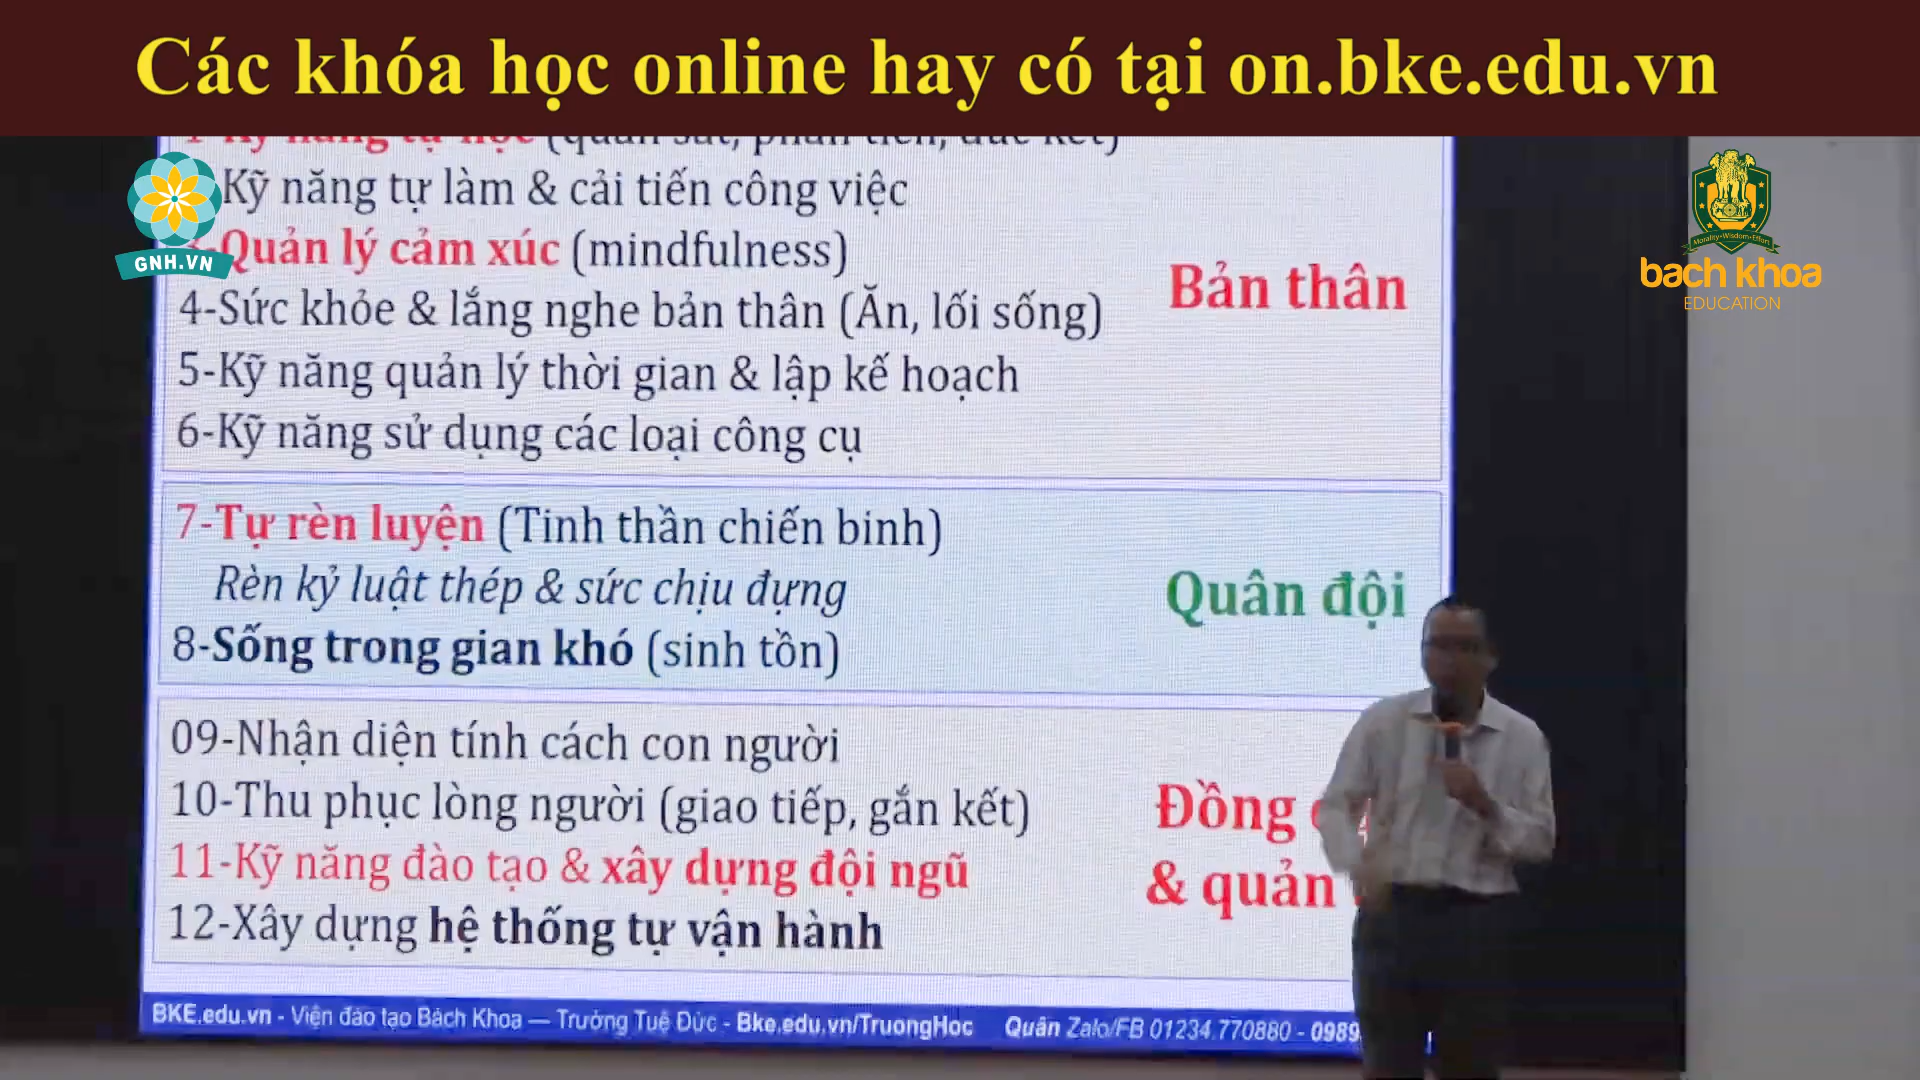 Các khóa học online hay có tại on.bke.edu.vn
Kỹ năng tự làm & cải tiến công việc
Quản lý cảm xúc (mindfulness)
4-Sức khỏe & lắng nghe bản thân (Ăn, lối sống)
5-Kỹ năng quản lý thời gian & lập kế hoạch
6-Kỹ năng sử dụng các loại công cụ
Bản thân
7-Tự rèn luyện (Tinh thần chiến binh)
Rèn kỷ luật thép & sức chịu đựng
8-Sống trong gian khó (sinh tồn)
Quân đội
09-Nhận diện tính cách con người
10-Thu phục lòng người (giao tiếp, gắn kết)
11-Kỹ năng đào tạo & xây dựng đội ngũ
12-Xây dựng hệ thống tự vận hành
Đồng
& quản
BKE.edu.vn - Viện đào tạo Bách Khoa — Trường Tuệ Đức - Bke.edu.vn/TruongHoc Quân Zalo/FB 01234.770880 - 0989
GNH.VN
Morality • Wisdom • Effort
bach khoa
EDUCATION